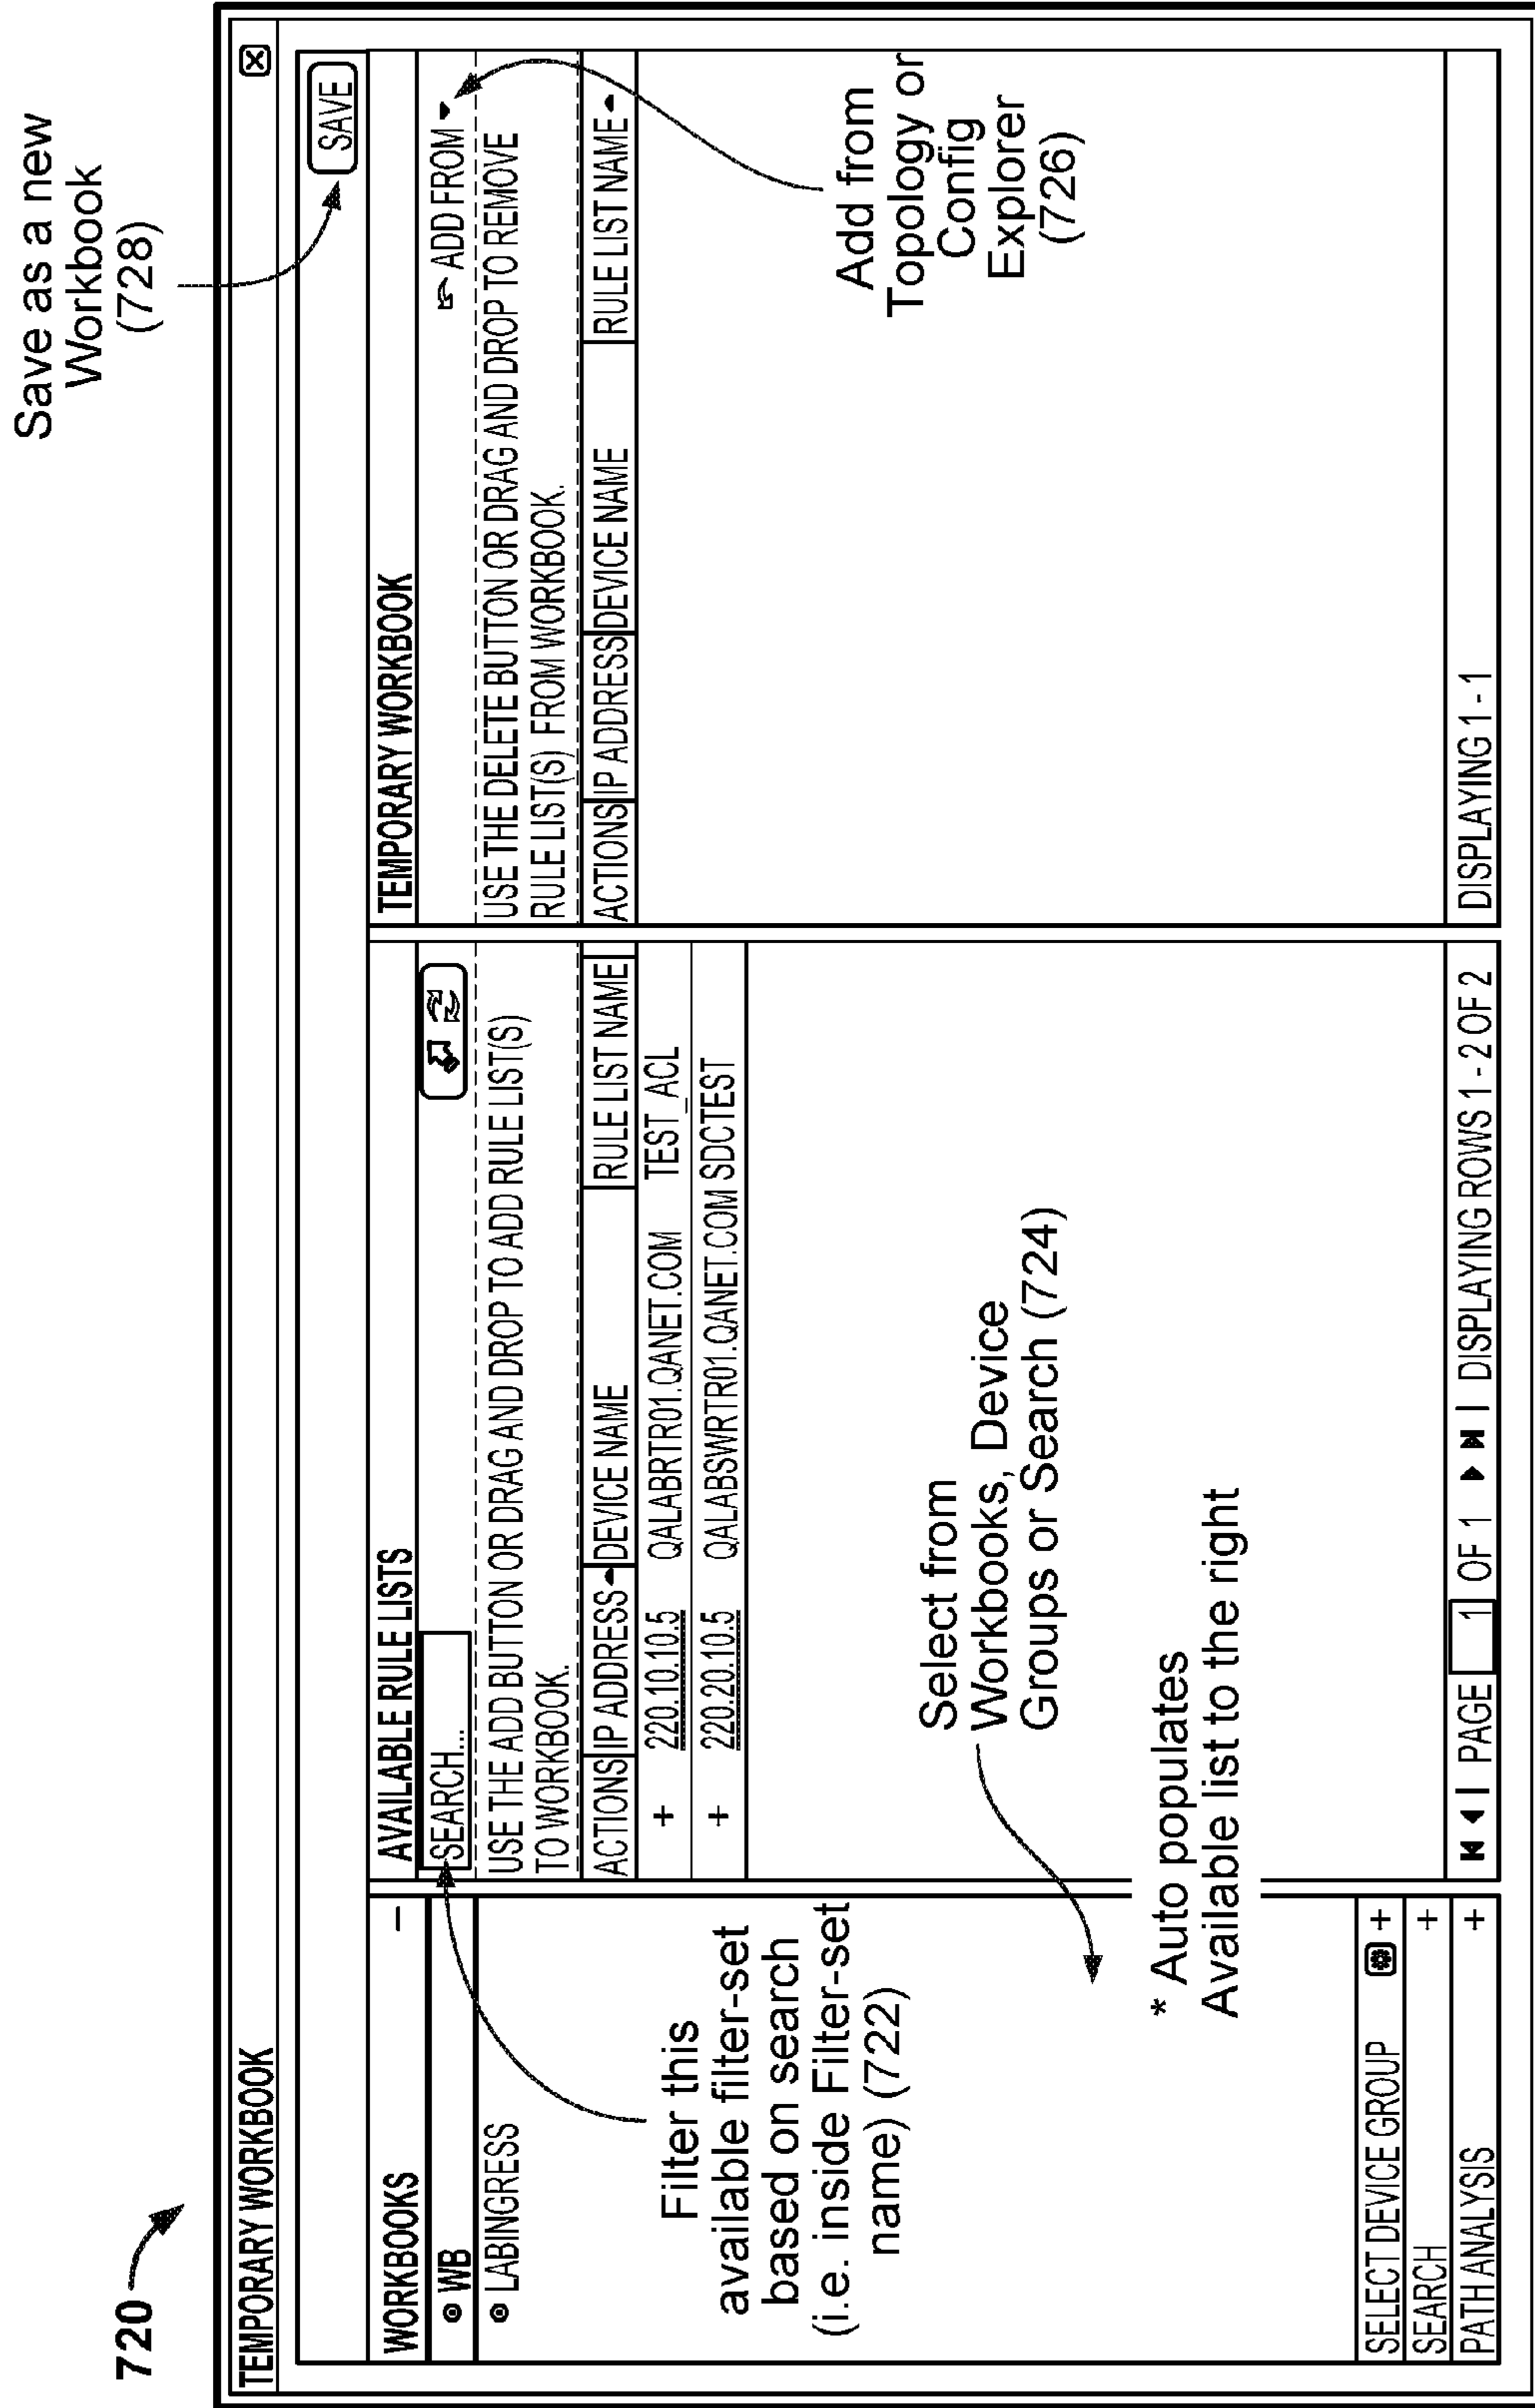 720
Save as a new
Workbook
(728)
TEMPORARY WORKBOOK
SAVE
WORKBOOKS –
WB
LABINGRESS
Filter this
available filter-set
based on search
(i.e. inside Filter-set
name) (722)
SELECT DEVICE GROUP +
SEARCH +
PATH ANALYSIS +
AVAILABLE RULE LISTS
SEARCH...
USE THE ADD BUTTON OR DRAG AND DROP TO ADD RULE LIST(S)
TO WORKBOOK.
ACTIONS IP ADDRESS DEVICE NAME RULE LIST NAME
+ 220.10.10.5 QALABRTR01.QANET.COM TEST_ACL
+ 220.20.10.5 QALABSWRTR01.QANET.COM SDCTEST
Select from
Workbooks, Device
Groups or Search (724)
* Auto populates
Available list to the right
PAGE 1 OF 1 DISPLAYING ROWS 1 - 2 OF 2
TEMPORARY WORKBOOK
ADD FROM
USE THE DELETE BUTTON OR DRAG AND DROP TO REMOVE
RULE LIST(S) FROM WORKBOOK.
ACTIONS IP ADDRESS DEVICE NAME RULE LIST NAME
Add from
Topology or
Config
Explorer
(726)
DISPLAYING 1 - 1